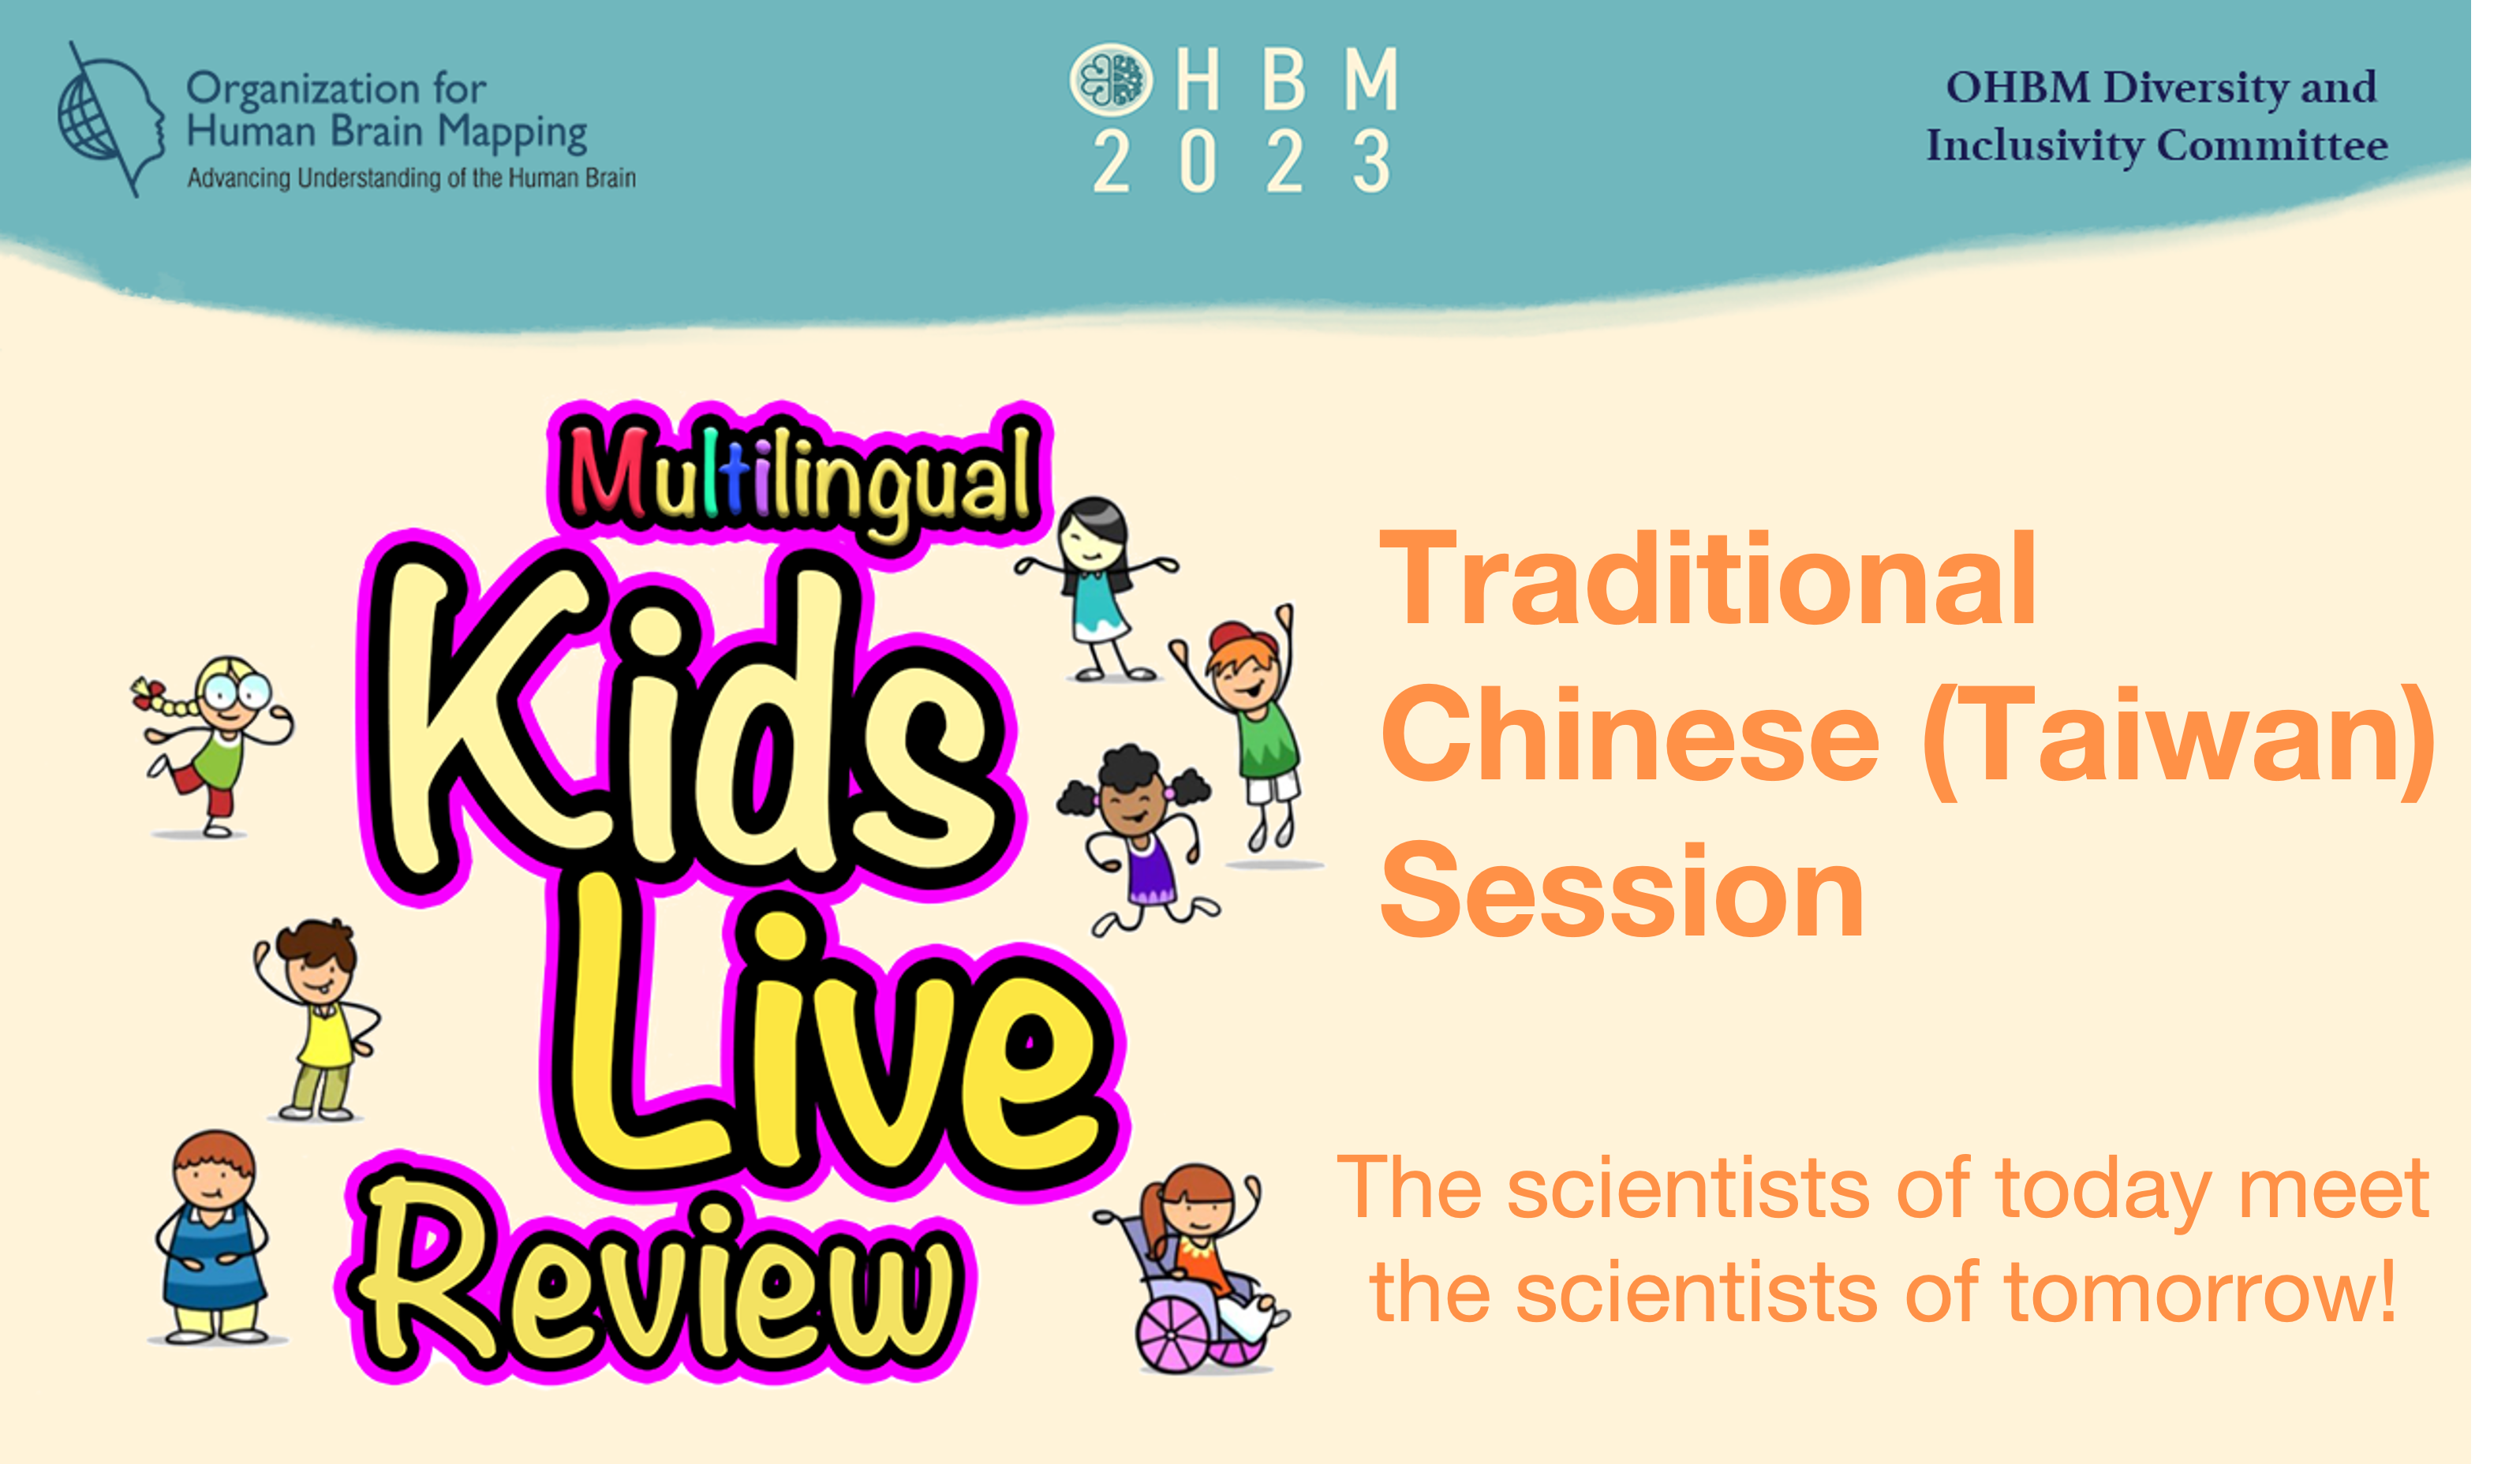 Organization for
Human Brain Mapping
Advancing Understanding of the Human Brain
OHBM
2023
OHBM Diversity and
Inclusivity Committee
Multilingual
Kids
Live
Review
Traditional
Chinese (Taiwan)
Session
The scientists of today meet
the scientists of tomorrow!